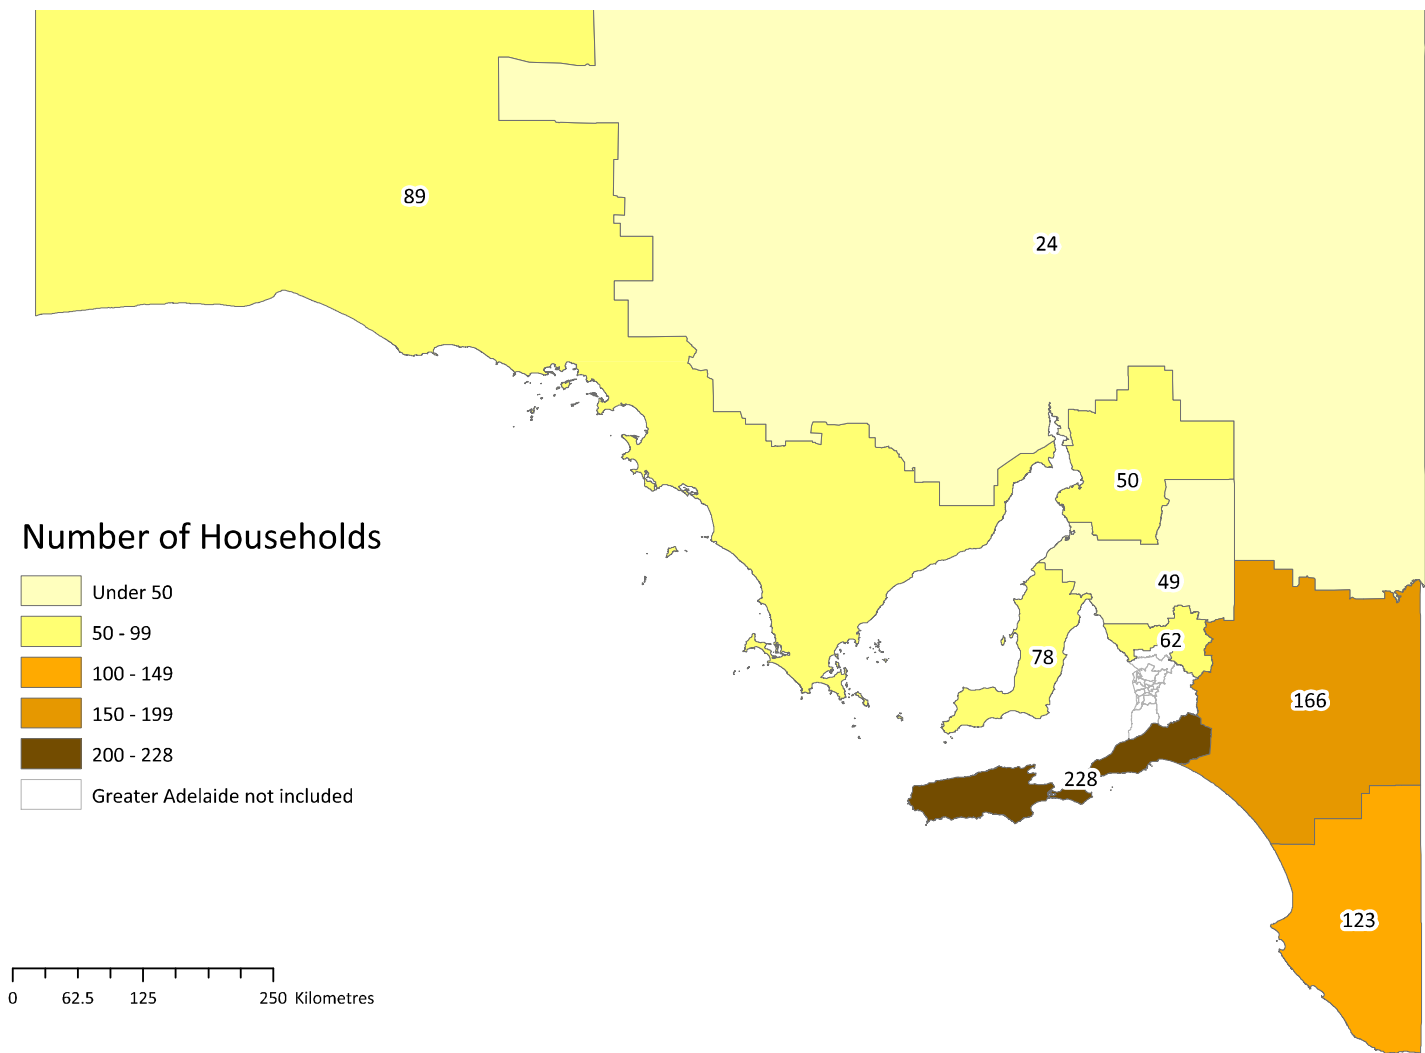 89
24
50
Number of Households
Under 50
49
50 - 99
62
78
100 - 149
166
150 - 199
200 - 228
228
Greater Adelaide not included
123
0 62.5 125 250 Kilometres